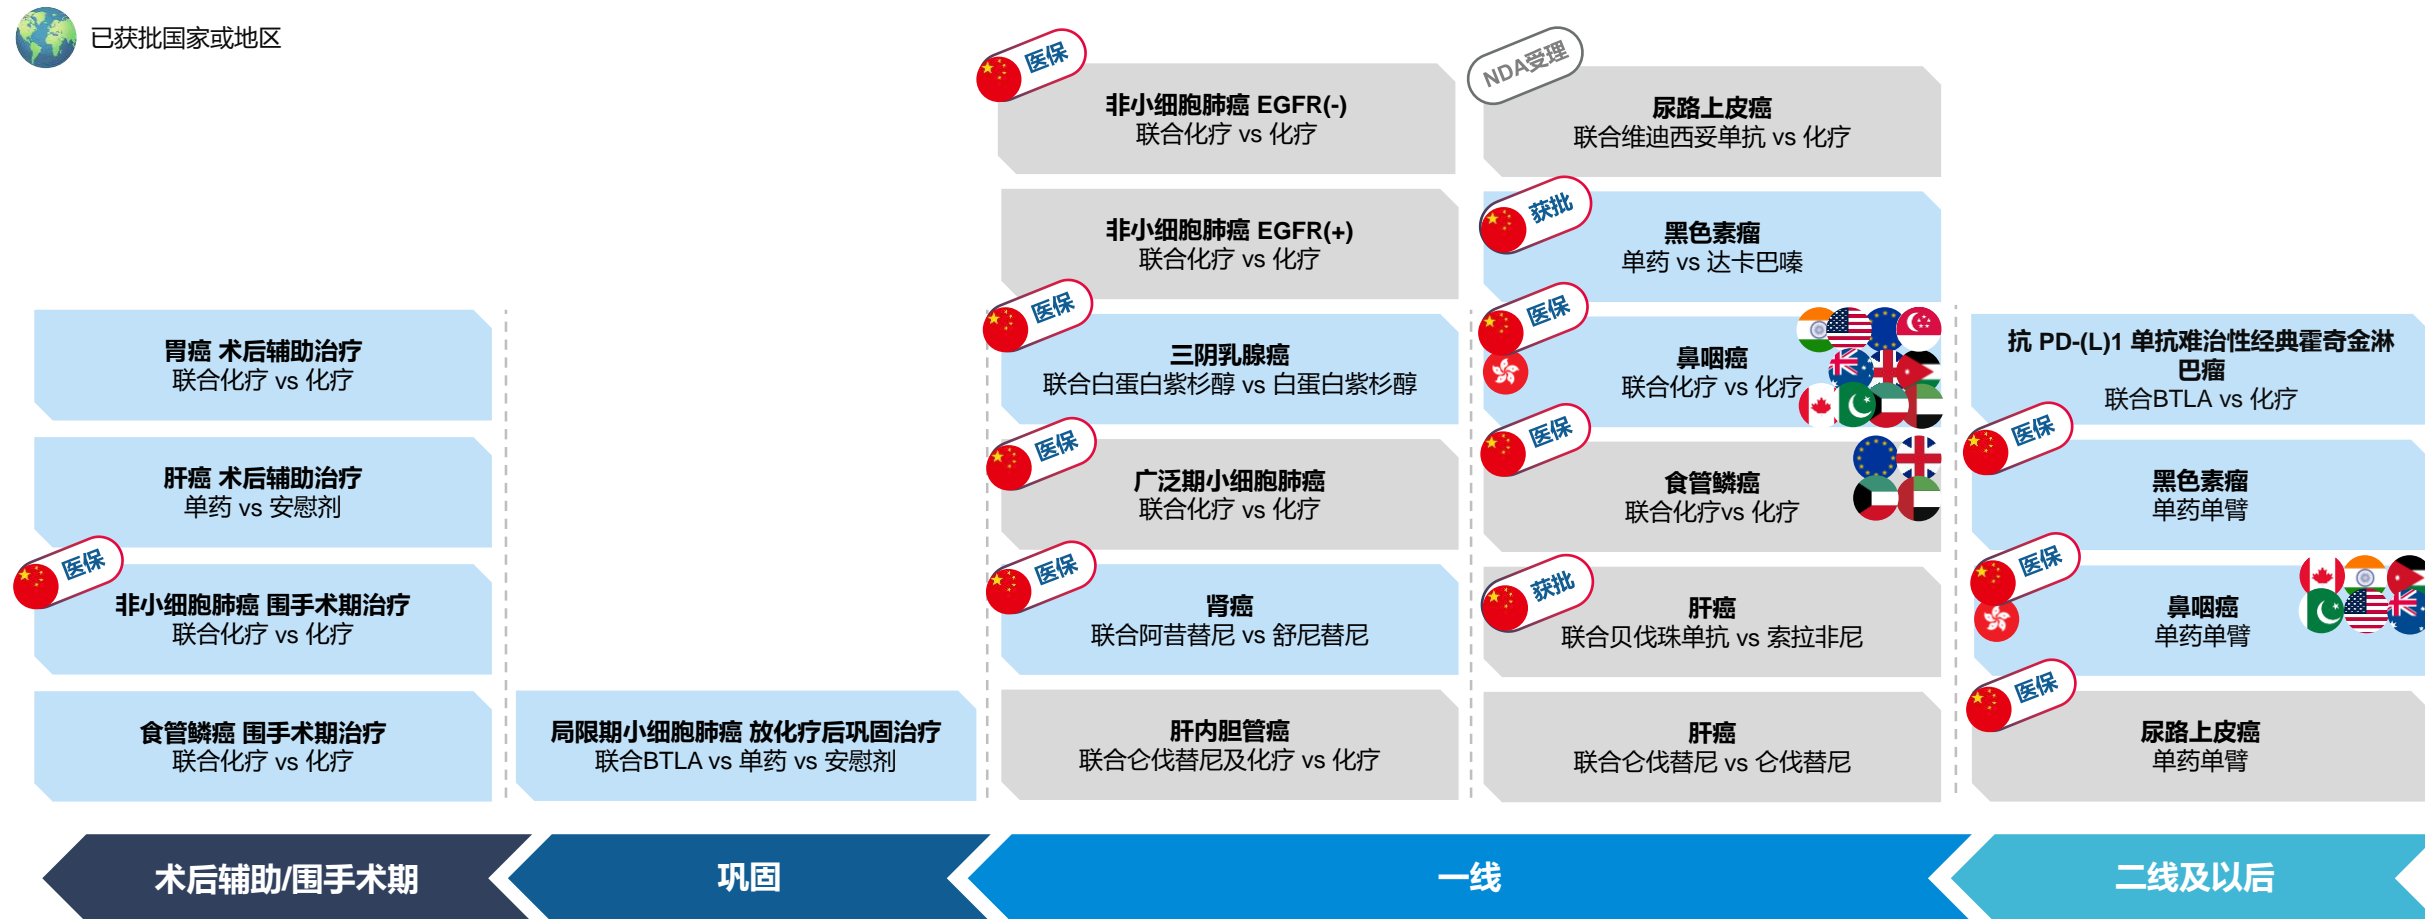 已获批国家或地区
胃癌 术后辅助治疗
联合化疗 vs 化疗
肝癌 术后辅助治疗
单药 vs 安慰剂
医保
非小细胞肺癌 围手术期治疗
联合化疗 vs 化疗
食管鳞癌 围手术期治疗
联合化疗 vs 化疗
局限期小细胞肺癌 放化疗后巩固治疗
联合BTLA vs 单药 vs 安慰剂
医保
非小细胞肺癌 EGFR(-)
联合化疗 vs 化疗
非小细胞肺癌 EGFR(+)
联合化疗 vs 化疗
医保
三阴乳腺癌
联合白蛋白紫杉醇 vs 白蛋白紫杉醇
医保
广泛期小细胞肺癌
联合化疗 vs 化疗
医保
肾癌
联合阿昔替尼 vs 舒尼替尼
肝内胆管癌
联合仑伐替尼及化疗 vs 化疗
NDA受理
尿路上皮癌
联合维迪西妥单抗 vs 化疗
获批
黑色素瘤
单药 vs 达卡巴嗪
医保
鼻咽癌
联合化疗 vs 化疗
医保
食管鳞癌
联合化疗vs 化疗
获批
肝癌
联合贝伐珠单抗 vs 索拉非尼
肝癌
联合仑伐替尼 vs 仑伐替尼
抗 PD-(L)1 单抗难治性经典霍奇金淋
巴瘤
联合BTLA vs 化疗
医保
黑色素瘤
单药单臂
医保
鼻咽癌
单药单臂
医保
尿路上皮癌
单药单臂
术后辅助/围手术期
巩固
一线
二线及以后